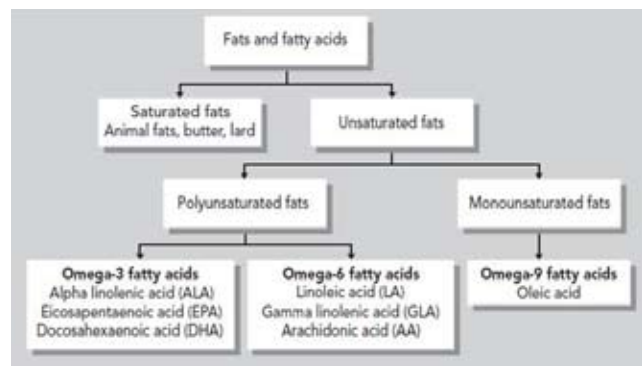 Fats and fatty acids
Saturated fats
Animal fats, butter, lard
Unsaturated fats
Polyunsaturated fats
Monounsaturated fats
Omega-3 fatty acids
Alpha linolenic acid (ALA)
Eicosapentaenoic acid (EPA)
Docosahexaenoic acid (DHA)
Omega-6 fatty acids
Linoleic acid (LA)
Gamma linolenic acid (GLA)
Arachidonic acid (AA)
Omega-9 fatty acids
Oleic acid